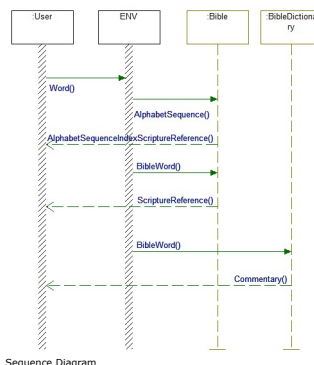 :User
ENV
:Bible
:BibleDictiona
ry
Word()
AlphabetSequence()
AlphabetSequenceIndexScriptureReference()
BibleWord()
ScriptureReference()
BibleWord()
Commentary()
Sequence Diagram